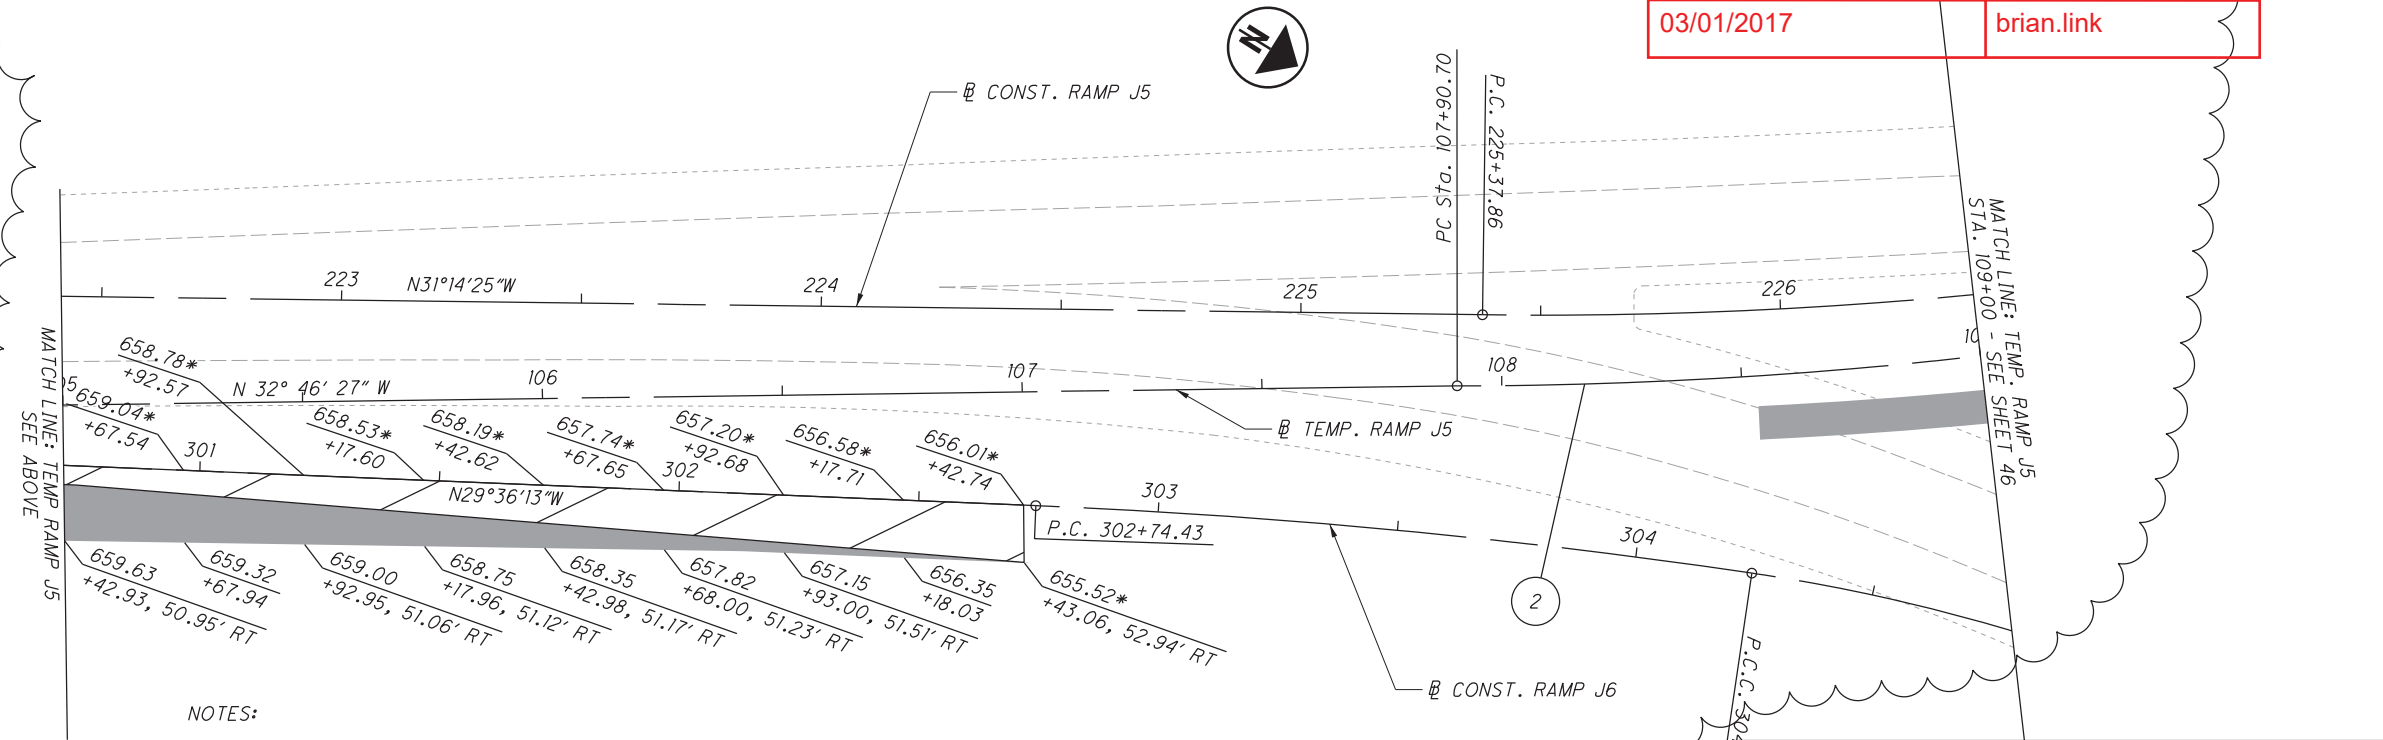 03/01/2017
brian.link
N
℄ CONST. RAMP J5
PC Sta. 107+90.70
P.C. 225+37.86
223
N31°14'25"W
224
225
226
MATCH LINE: TEMP. RAMP J5
STA. 109+00 - SEE SHEET 46
MATCH LINE: TEMP RAMP J5
SEE ABOVE
658.78*
+92.57
659.04*
+67.54
N 32° 46' 27" W
106
107
108
10
658.53*
+17.60
658.19*
+42.62
657.74*
+67.65
657.20*
+92.68
656.58*
+17.71
656.01*
+42.74
℄ TEMP. RAMP J5
301
302
303
304
N29°36'13"W
P.C. 302+74.43
659.63
+42.93, 50.95' RT
659.32
+67.94
659.00
+92.95, 51.06' RT
658.75
+17.96, 51.12' RT
658.35
+42.98, 51.17' RT
657.82
+68.00, 51.23' RT
657.15
+93.00, 51.51' RT
656.35
+18.03
655.52*
+43.06, 52.94' RT
2
℄ CONST. RAMP J6
P.C.C. 304
NOTES: